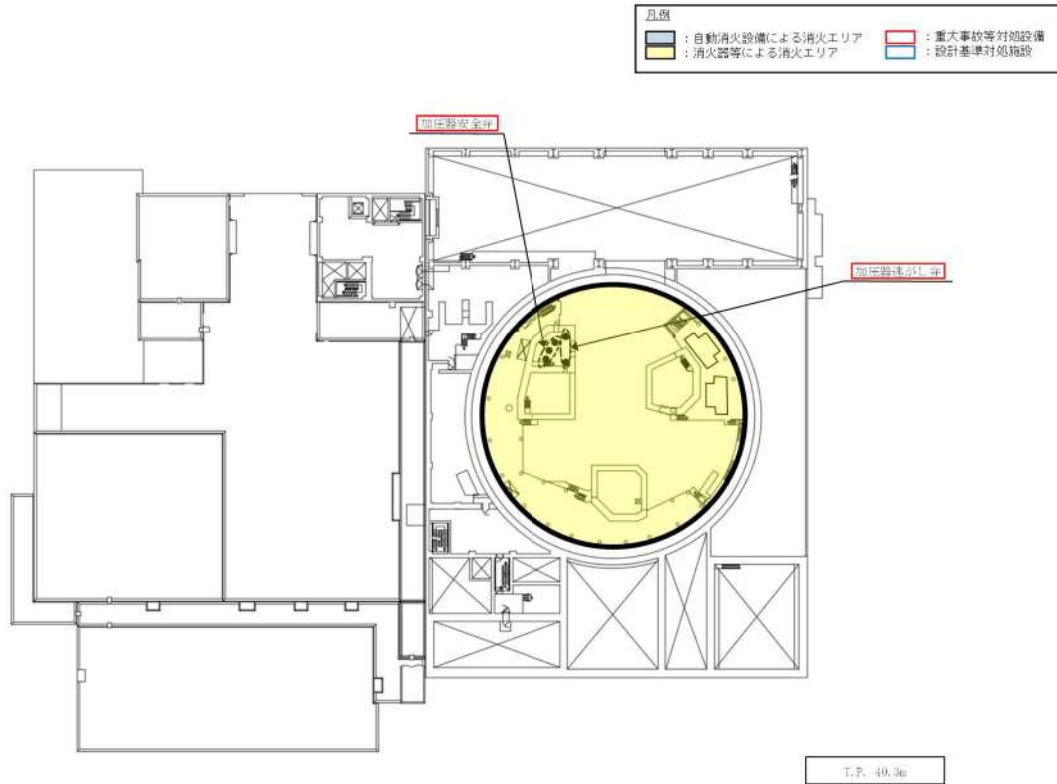 凡例
：自動消火設備による消火エリア
：重大事故等対処設備
：消火器等による消火エリア
：設計基準対処施設
加圧器安全弁
加圧器逃がし弁
T.P. 40.3m